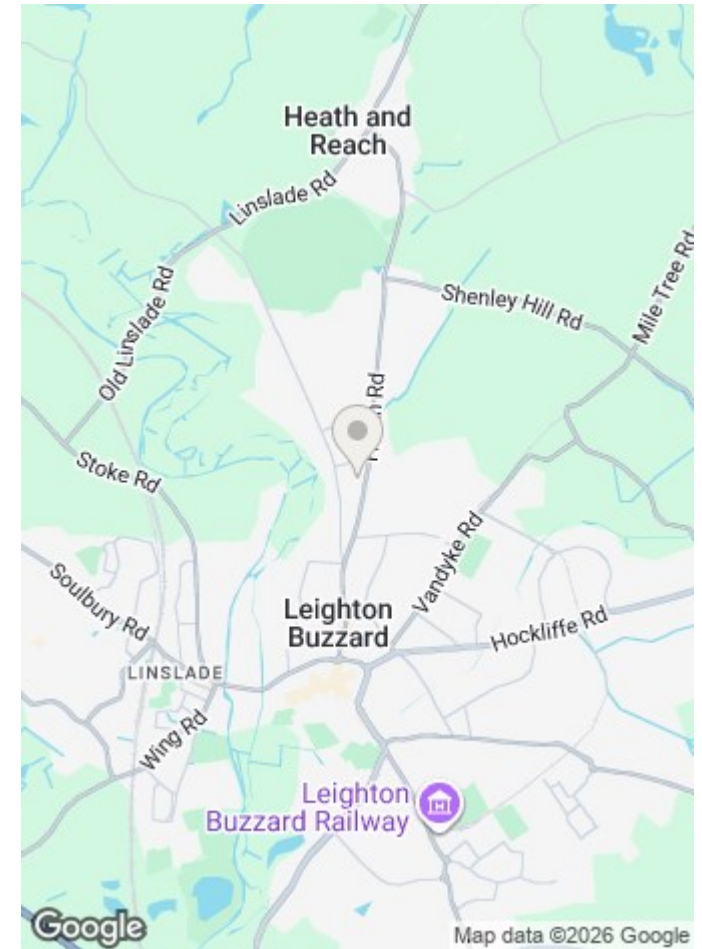 Heath and
Reach
Linslade Rd
Mile Tree Rd
Shenley Hill Rd
Old Linslade Rd
Rd
Stoke Rd
Vandyke Rd
Soulbury Rd
Leighton
Buzzard
Hockliffe Rd
LINSLADE
Wing Rd
Leighton
Buzzard Railway
Google
Map data ©2026 Google